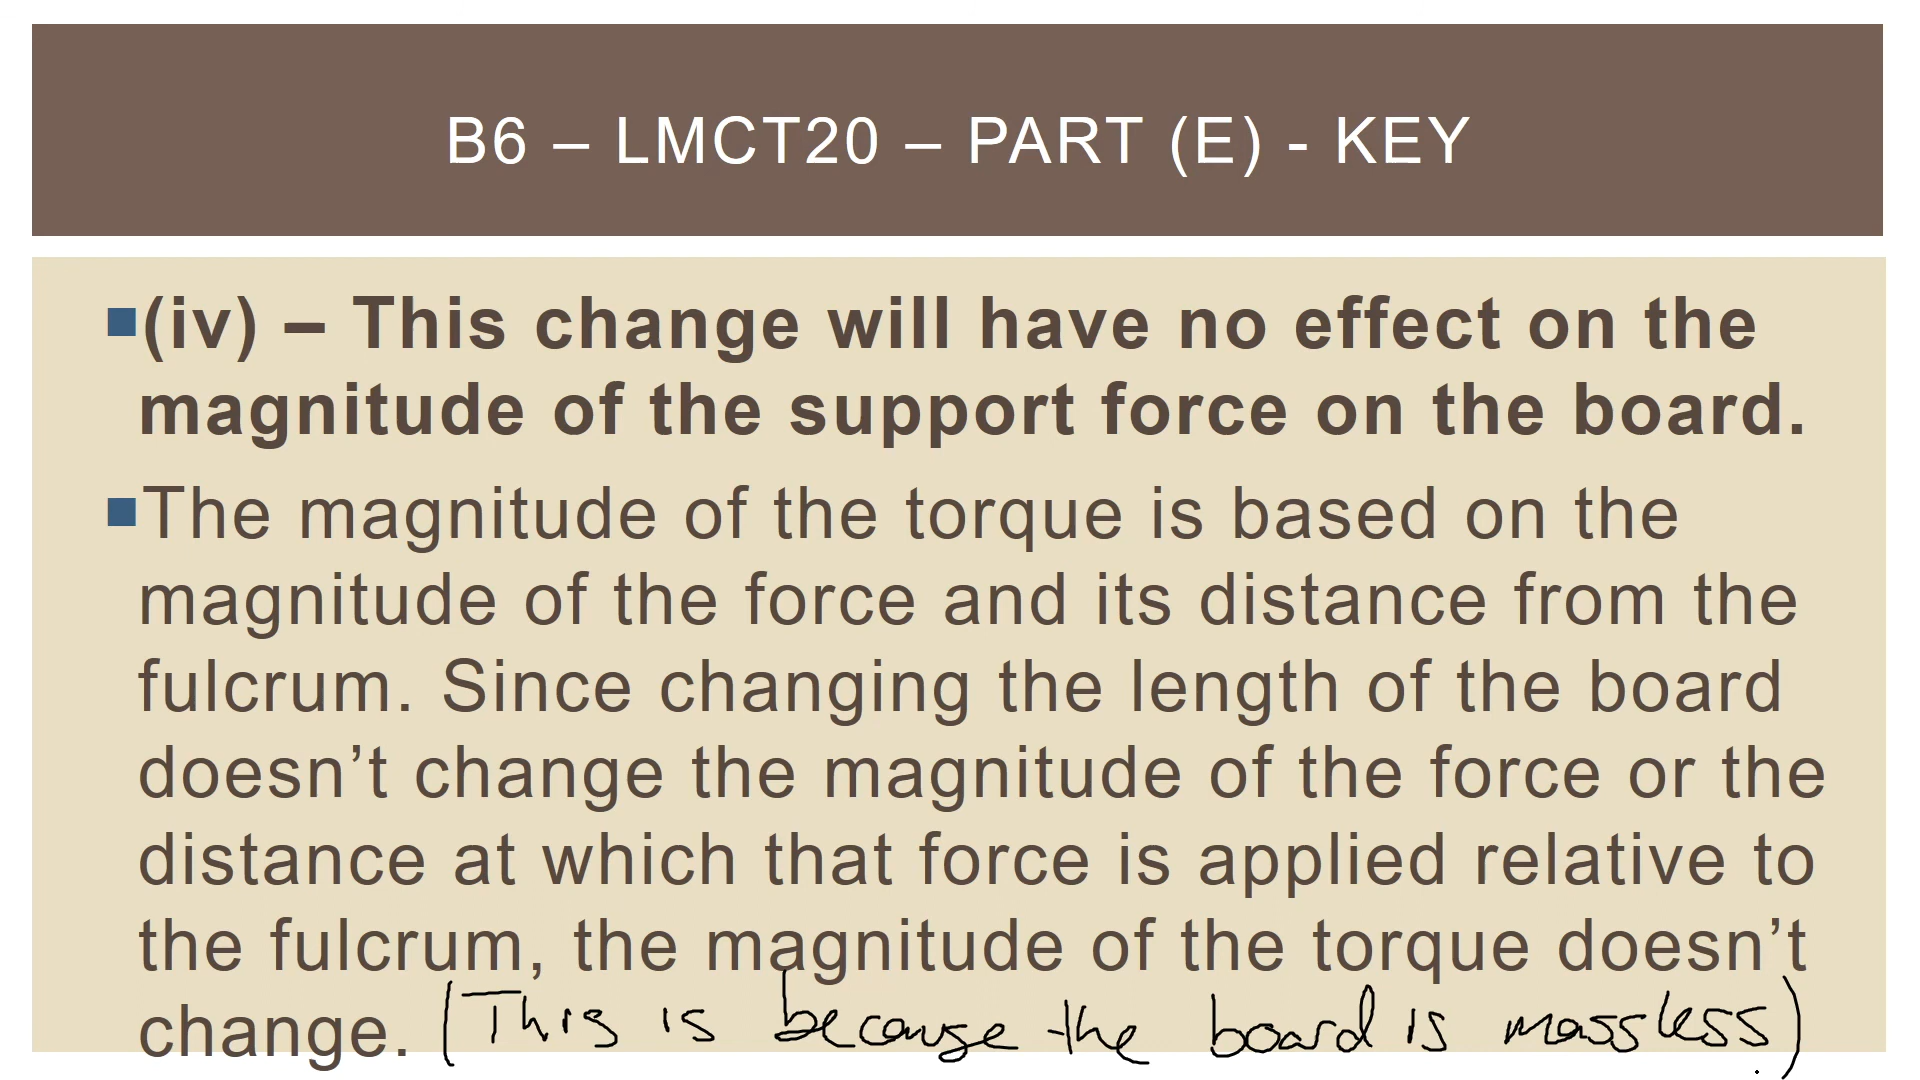 B6 – LMCT20 – PART (E) - KEY
(iv) – This change will have no effect on the
magnitude of the support force on the board.
The magnitude of the torque is based on the
magnitude of the force and its distance from the
fulcrum. Since changing the length of the board
doesn’t change the magnitude of the force or the
distance at which that force is applied relative to
the fulcrum, the magnitude of the torque doesn’t
change. (This is because the board is massless)